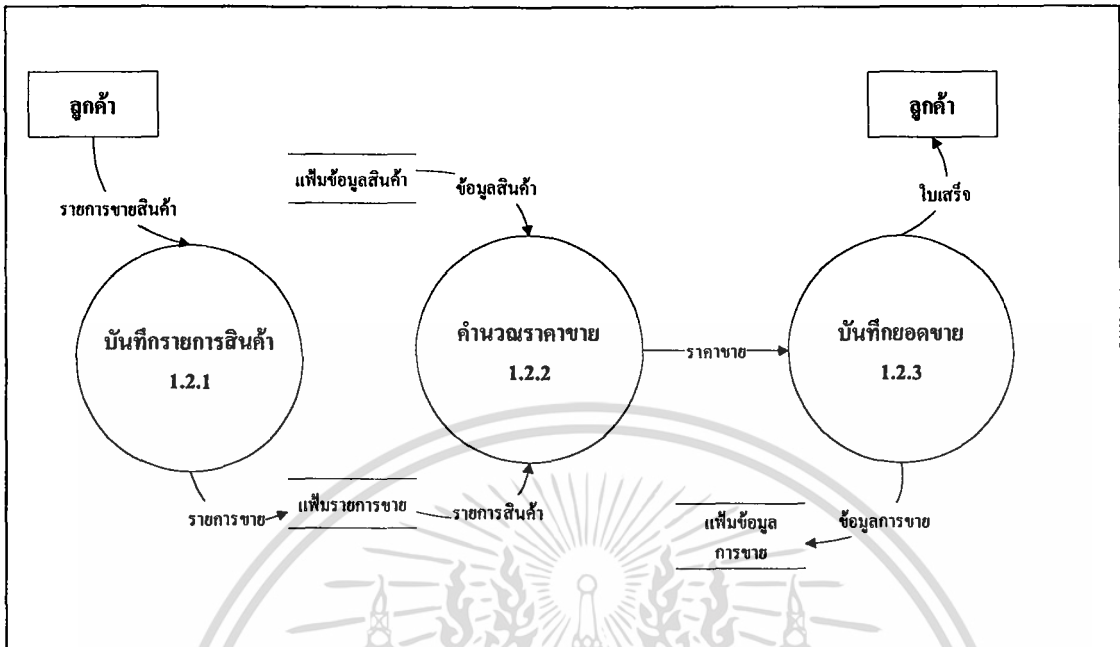 ลูกค้า
ลูกค้า
แฟ้มข้อมูลสินค้า
ข้อมูลสินค้า
ใบเสร็จ
รายการขายสินค้า
บันทึกรายการสินค้า
1.2.1
คำนวณราคาขาย
1.2.2
ราคาขาย
บันทึกยอดขาย
1.2.3
รายการขาย
แฟ้มรายการขาย
รายการสินค้า
แฟ้มข้อมูล
การขาย
ข้อมูลการขาย